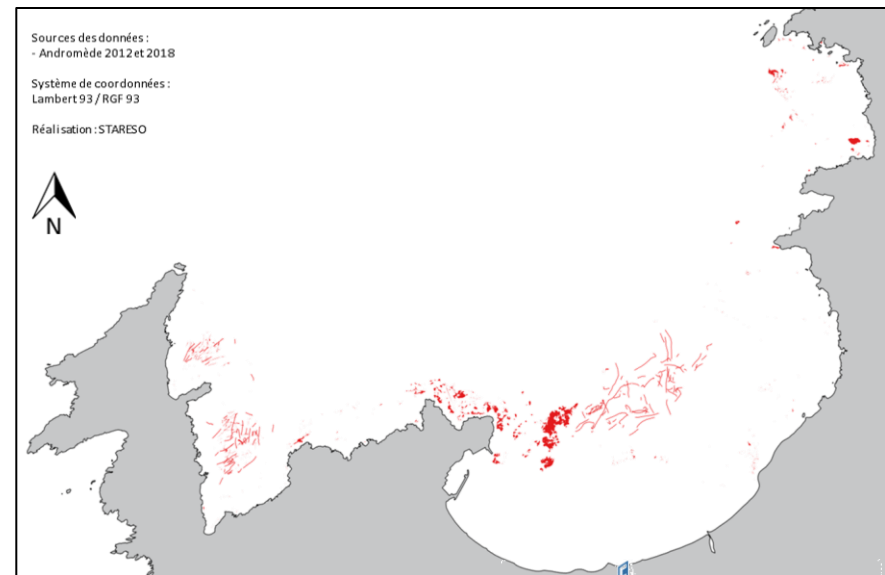 Sources des données :
- Andromède 2012 et 2018
Système de coordonnées :
Lambert 93 / RGF 93
Réalisation : STARESO
N